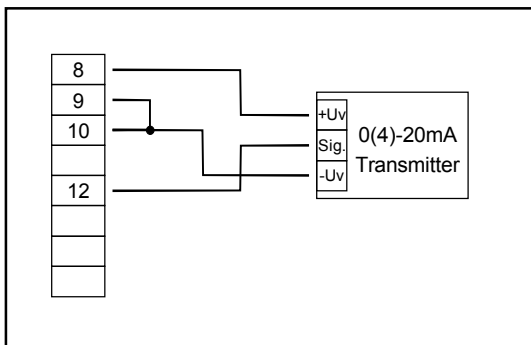 8
9
10
12
+Uv
Sig.
-Uv
0(4)-20mA
Transmitter